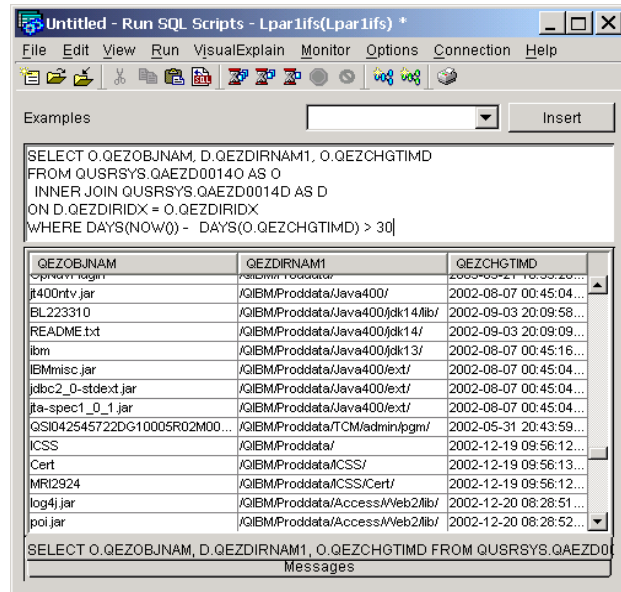 Untitled - Run SQL Scripts - Lpar1ifs(Lpar1ifs) *
File Edit View Run VisualExplain Monitor Options Connection Help
Examples Insert
SELECT O.QEZOBJNAM, D.QEZDIRNAM1, O.QEZCHGTIMD
FROM QUSRSYS.QAEZD0014O AS O
INNER JOIN QUSRSYS.QAEZD0014D AS D
ON D.QEZDIRIDX = O.QEZDIRIDX
WHERE DAYS(NOW()) - DAYS(O.QEZCHGTIMD) > 30
QEZOBJNAM QEZDIRNAM1 QEZCHGTIMD
jt400ntv.jar /QIBM/Proddata/Java400/ 2002-08-07 00:45:04...
BL223310 /QIBM/Proddata/Java400/jdk14/lib/ 2002-09-03 20:09:58...
README.txt /QIBM/Proddata/Java400/jdk14/ 2002-09-03 20:09:09...
ibm /QIBM/Proddata/Java400/jdk13/ 2002-08-07 00:45:16...
IBMmisc.jar /QIBM/Proddata/Java400/ext/ 2002-08-07 00:45:04...
jdbc2_0-stdext.jar /QIBM/Proddata/Java400/ext/ 2002-08-07 00:45:04...
jta-spec1_0_1.jar /QIBM/Proddata/Java400/ext/ 2002-08-07 00:45:04...
QSI042545722DG10005R02M00... /QIBM/Proddata/TCM/admin/pgm/ 2002-05-31 20:43:59...
ICSS /QIBM/Proddata/ 2002-12-19 09:56:12...
Cert /QIBM/Proddata/ICSS/ 2002-12-19 09:56:13...
MRI2924 /QIBM/Proddata/ICSS/Cert/ 2002-12-19 09:56:12...
log4j.jar /QIBM/Proddata/Access/Web2/lib/ 2002-12-20 08:28:51...
poi.jar /QIBM/Proddata/Access/Web2/lib/ 2002-12-20 08:28:52...
SELECT O.QEZOBJNAM, D.QEZDIRNAM1, O.QEZCHGTIMD FROM QUSRSYS.QAEZD0
Messages